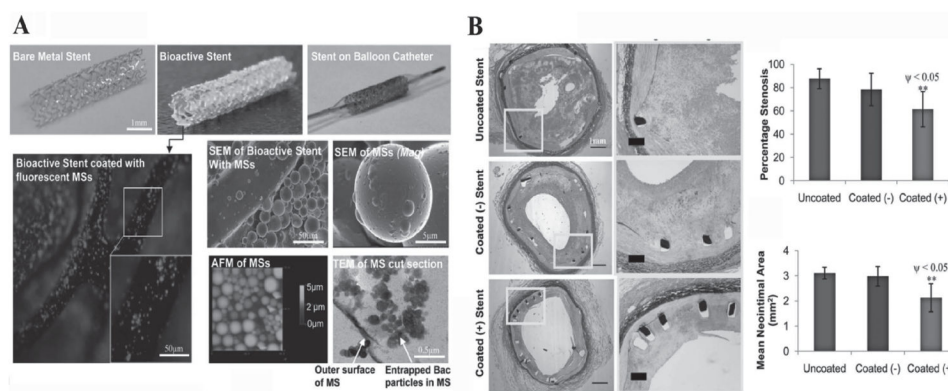 A
Bare Metal Stent
1mm
Bioactive Stent
Stent on Balloon Catheter
Bioactive Stent coated with
fluorescent MSs
50µm
SEM of Bioactive Stent
With MSs
50µm
SEM of MSs (Mag)
5µm
AFM of MSs
5µm
2 µm
0µm
TEM of MS cut section
0.5µm
Outer surface
of MS
Entrapped Bac
particles in MS
B
Uncoated Stent
Coated (-) Stent
Coated (+) Stent
1mm
Percentage Stenosis
100
80
60
40
20
0
ψ < 0.05
**
Uncoated
Coated (-)
Coated (+)
Mean Neointimal Area
(mm²)
4
3
2
1
0
ψ < 0.05
**
Uncoated
Coated (-)
Coated (-